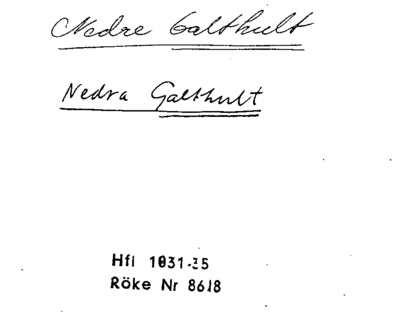 Nedre Galthult
Nedra Galthult
Hfl 1831-35
Röke Nr 8618